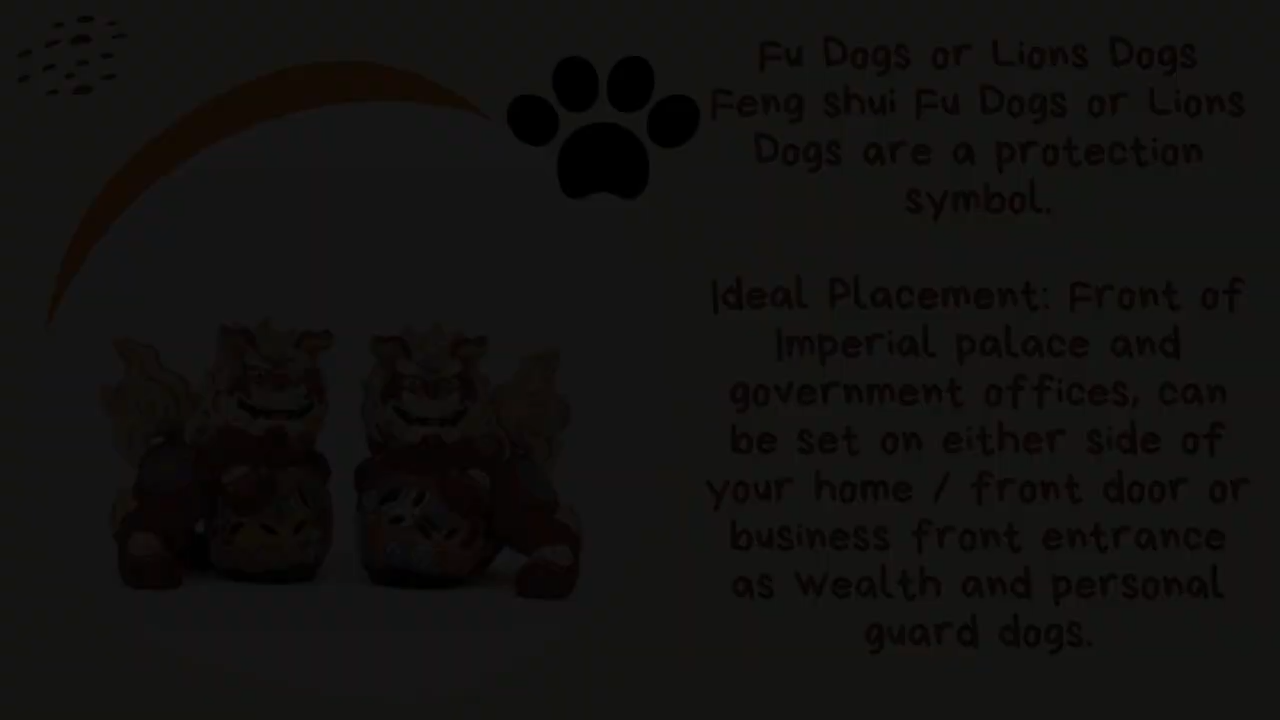 Fu Dogs or Lions Dogs
Feng shui Fu Dogs or Lions
Dogs are a protection
symbol.
Ideal Placement: Front of
Imperial palace and
government offices, can
be set on either side of
your home / front door or
business front entrance
as Wealth and personal
guard dogs.